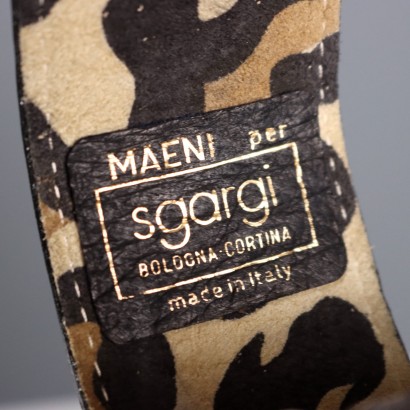 MAENI per
sgargi
BOLOGNA·CORTINA
made in Italy